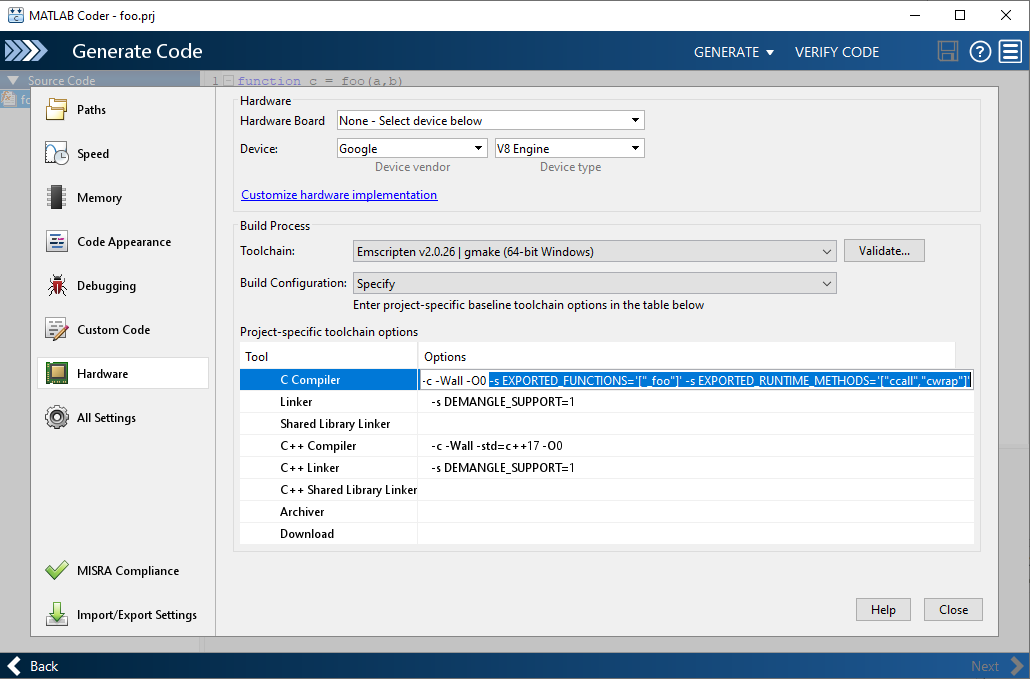 MATLAB Coder - foo.prj
Generate Code
GENERATE
VERIFY CODE
Source Code
1
function c = foo(a,b)
fo
Paths
Speed
Memory
Code Appearance
Debugging
Custom Code
Hardware
All Settings
MISRA Compliance
Import/Export Settings
Hardware
Hardware Board
None - Select device below
Device:
Google
V8 Engine
Device vendor
Device type
Customize hardware implementation
Build Process
Toolchain:
Emscripten v2.0.26 | gmake (64-bit Windows)
Validate...
Build Configuration:
Specify
Enter project-specific baseline toolchain options in the table below
Project-specific toolchain options
Tool
Options
C Compiler
-c -Wall -O0 -s EXPORTED_FUNCTIONS='["_foo"]' -s EXPORTED_RUNTIME_METHODS='["ccall","cwrap"]'
Linker
-s DEMANGLE_SUPPORT=1
Shared Library Linker
C++ Compiler
-c -Wall -std=c++17 -O0
C++ Linker
-s DEMANGLE_SUPPORT=1
C++ Shared Library Linker
Archiver
Download
Help
Close
Back
Next